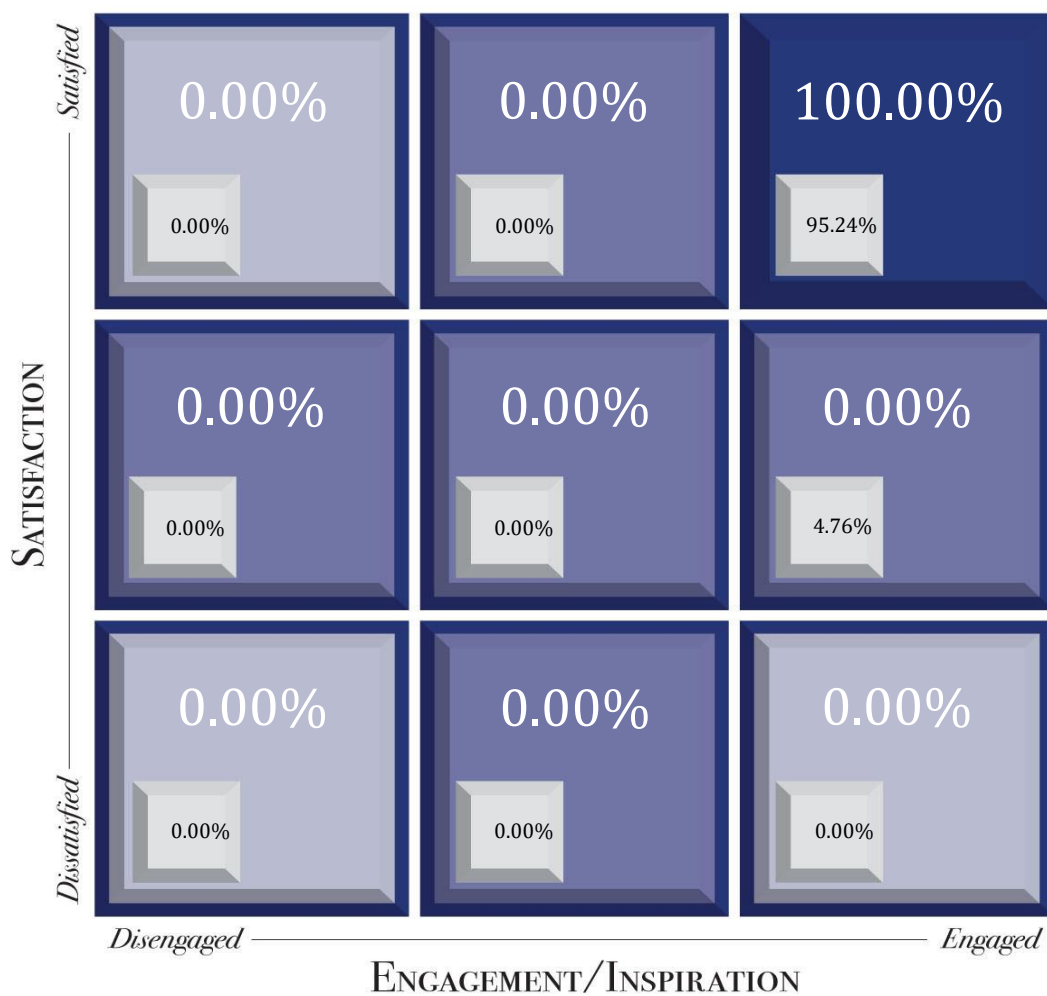 Satisfied
0.00% 0.00% 100.00%
0.00% 0.00% 95.24%
SATISFACTION
0.00% 0.00% 0.00%
0.00% 0.00% 4.76%
Dissatisfied
0.00% 0.00% 0.00%
0.00% 0.00% 0.00%
Disengaged Engaged
ENGAGEMENT/INSPIRATION